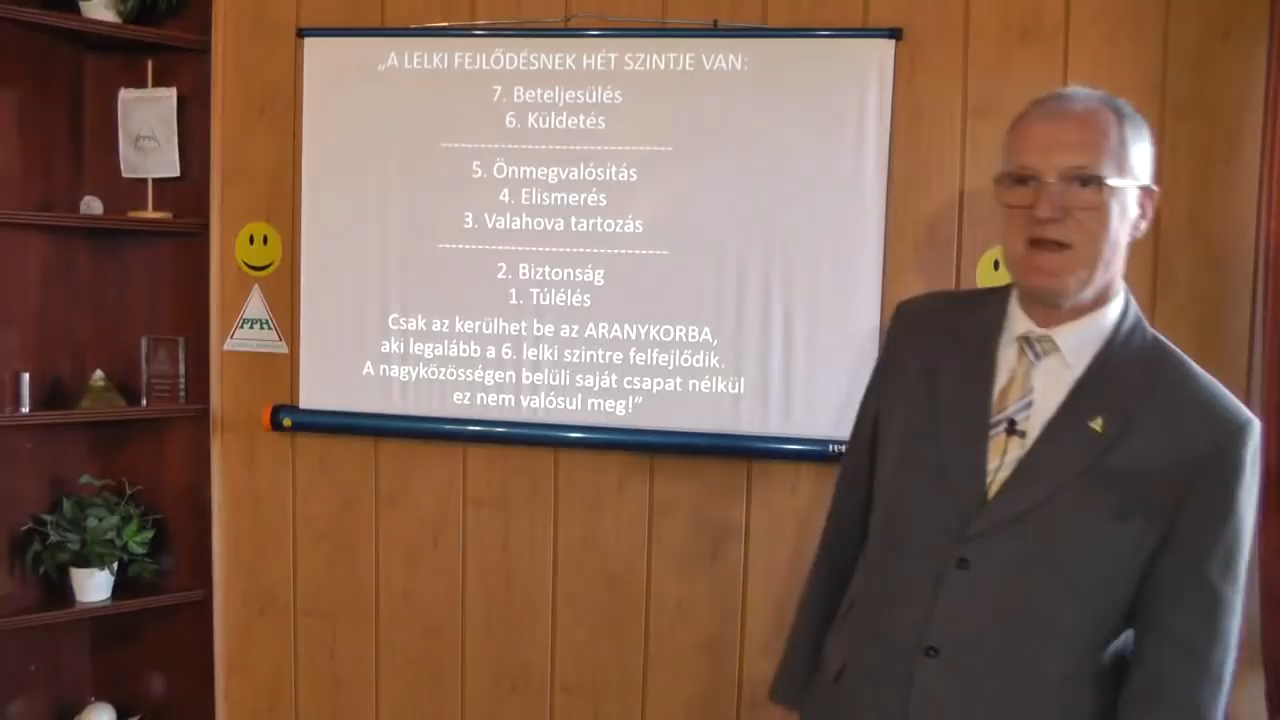 „A LELKI FEJLŐDÉSNEK HÉT SZINTJE VAN:
7. Beteljesülés
6. Küldetés
5. Önmegvalósítás
4. Elismerés
3. Valahova tartozás
2. Biztonság
1. Túlélés
Csak az kerülhet be az ARANYKORBA,
aki legalább a 6. lelki szintre felfejlődik.
A nagyközösségen belüli saját csapat nélkül
ez nem valósul meg!”
PPH